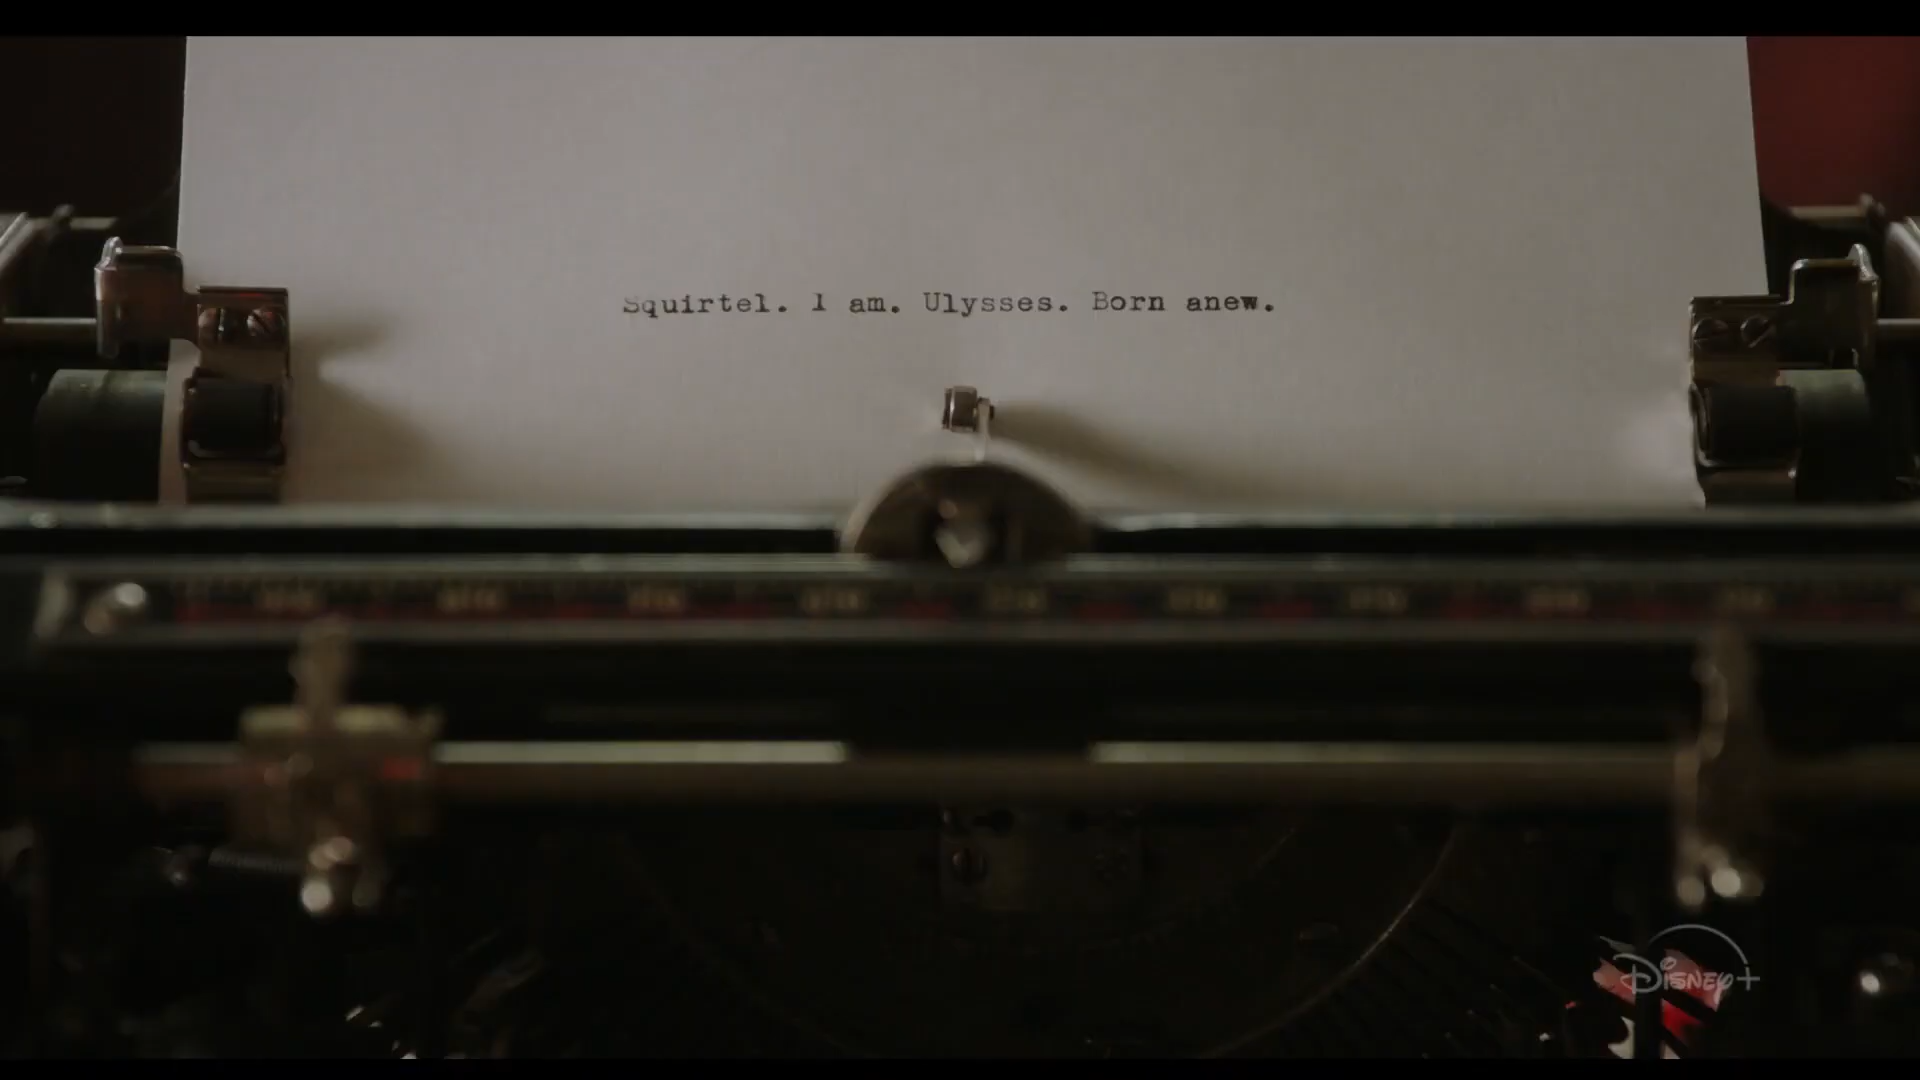 Squirtel. I am. Ulysses. Born anew.
Disney+